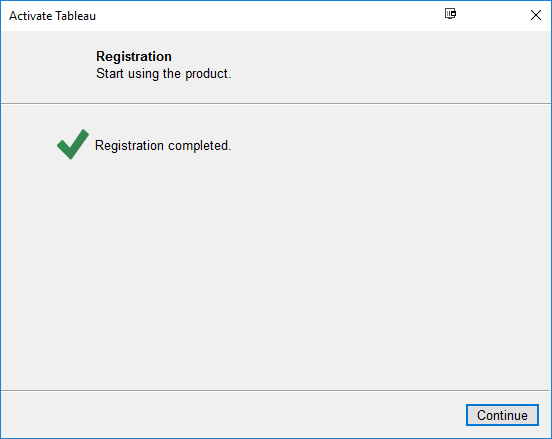 Activate Tableau
Registration
Start using the product.
Registration completed.
Continue